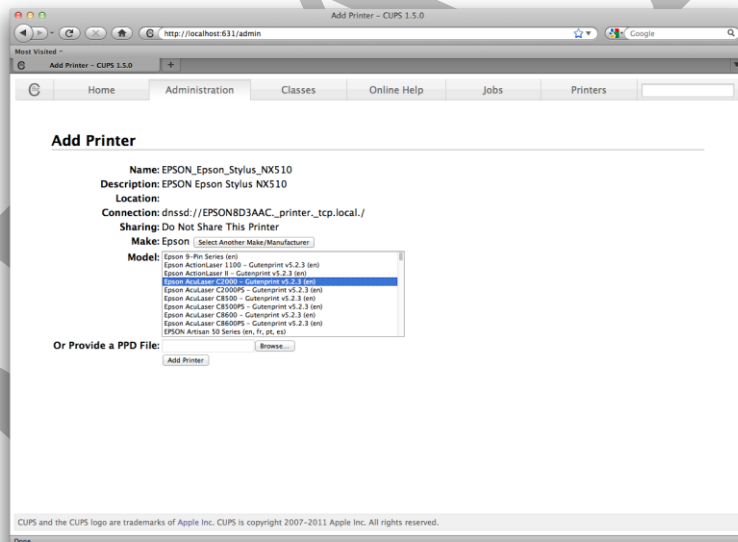 Add Printer - CUPS 1.5.0
http://localhost:631/admin
Google
Most Visited
Add Printer - CUPS 1.5.0
Home Administration Classes Online Help Jobs Printers
Add Printer
Name: EPSON_Epson_Stylus_NX510
Description: EPSON Epson Stylus NX510
Location:
Connection: dnssd://EPSON8D3AAC._printer._tcp.local./
Sharing: Do Not Share This Printer
Make: Epson Select Another Make/Manufacturer
Model: Epson 9-Pin Series (en)
Epson ActionLaser 1100 - Gutenprint v5.2.3 (en)
Epson ActionLaser II - Gutenprint v5.2.3 (en)
Epson AcuLaser C2000 - Gutenprint v5.2.3 (en)
Epson AcuLaser C2000PS - Gutenprint v5.2.3 (en)
Epson AcuLaser C8500 - Gutenprint v5.2.3 (en)
Epson AcuLaser C8500PS - Gutenprint v5.2.3 (en)
Epson AcuLaser C8600 - Gutenprint v5.2.3 (en)
Epson AcuLaser C8600PS - Gutenprint v5.2.3 (en)
EPSON Artisan 50 Series (en, fr, pt, es)
Or Provide a PPD File: Browse...
Add Printer
CUPS and the CUPS logo are trademarks of Apple Inc. CUPS is copyright 2007-2011 Apple Inc. All rights reserved.
Done